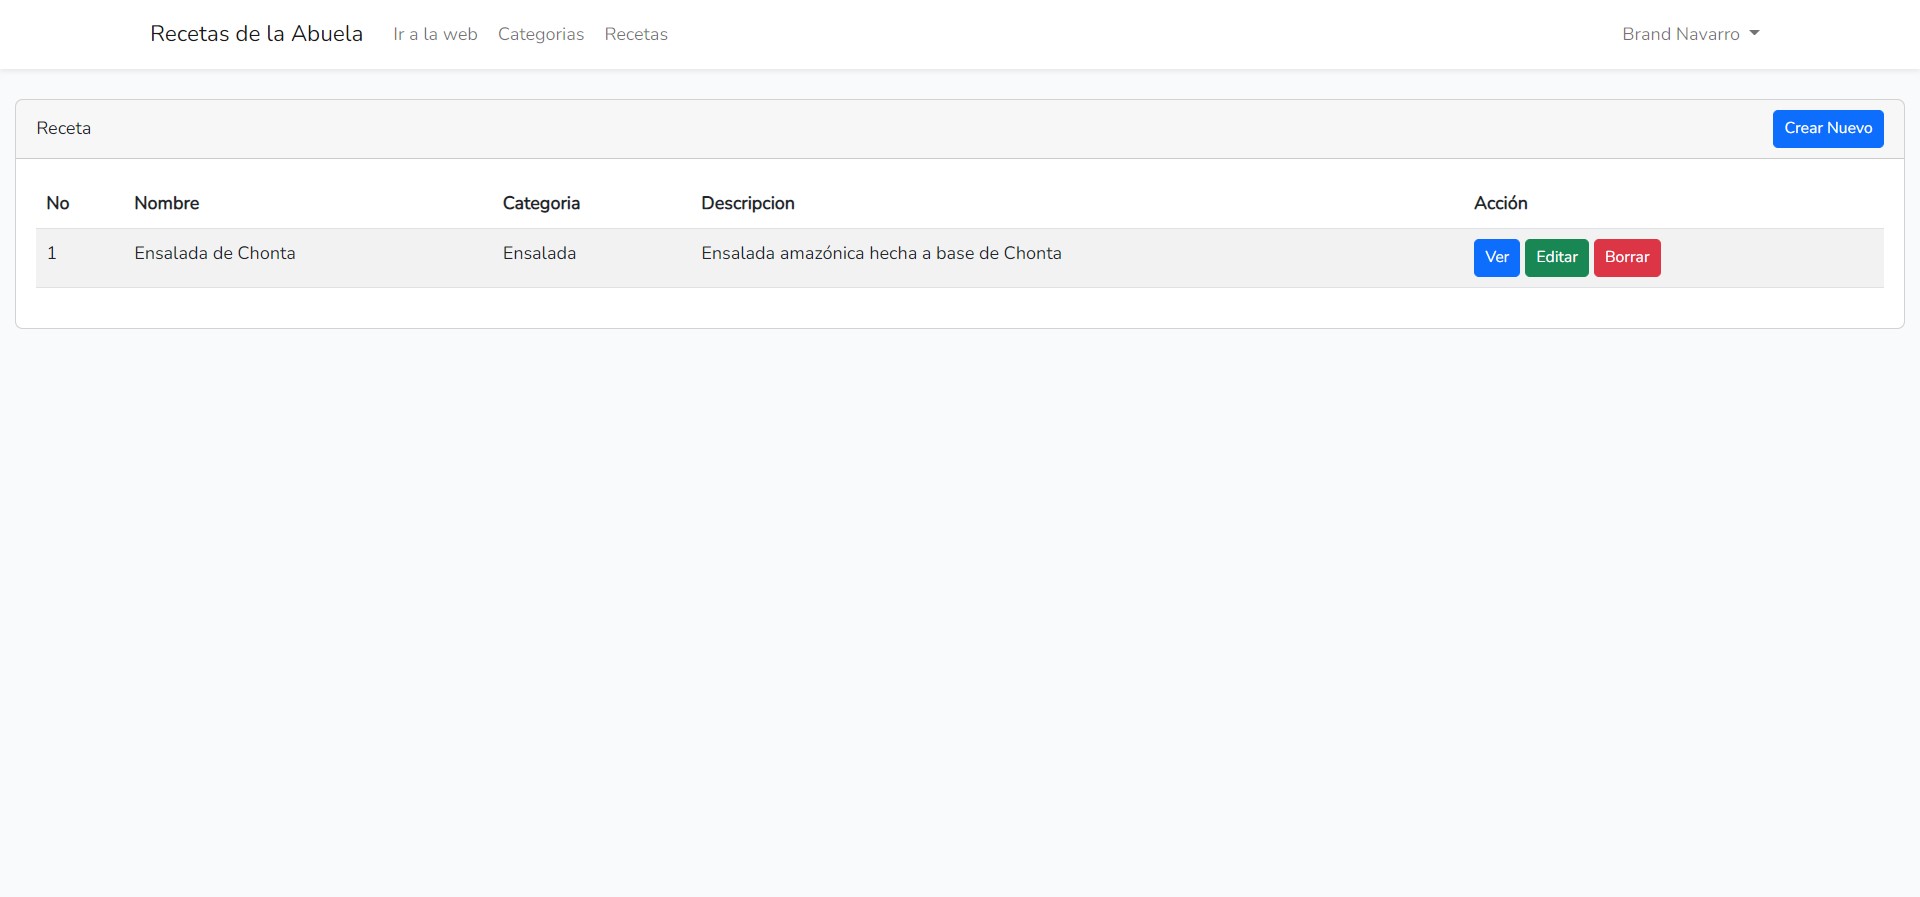 Recetas de la Abuela Ir a la web Categorias Recetas Brand Navarro
Receta Crear Nuevo
No Nombre Categoria Descripcion Acción
1 Ensalada de Chonta Ensalada Ensalada amazónica hecha a base de Chonta Ver Editar Borrar